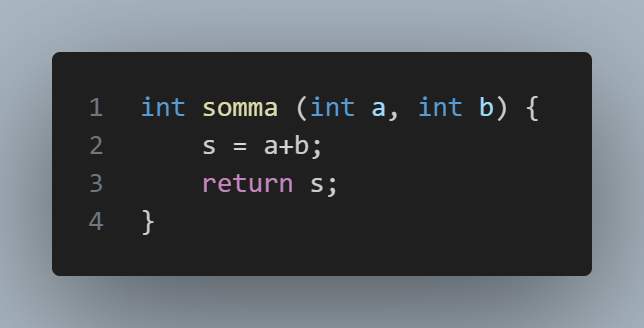 1 int somma (int a, int b) {
2     s = a+b;
3     return s;
4 }